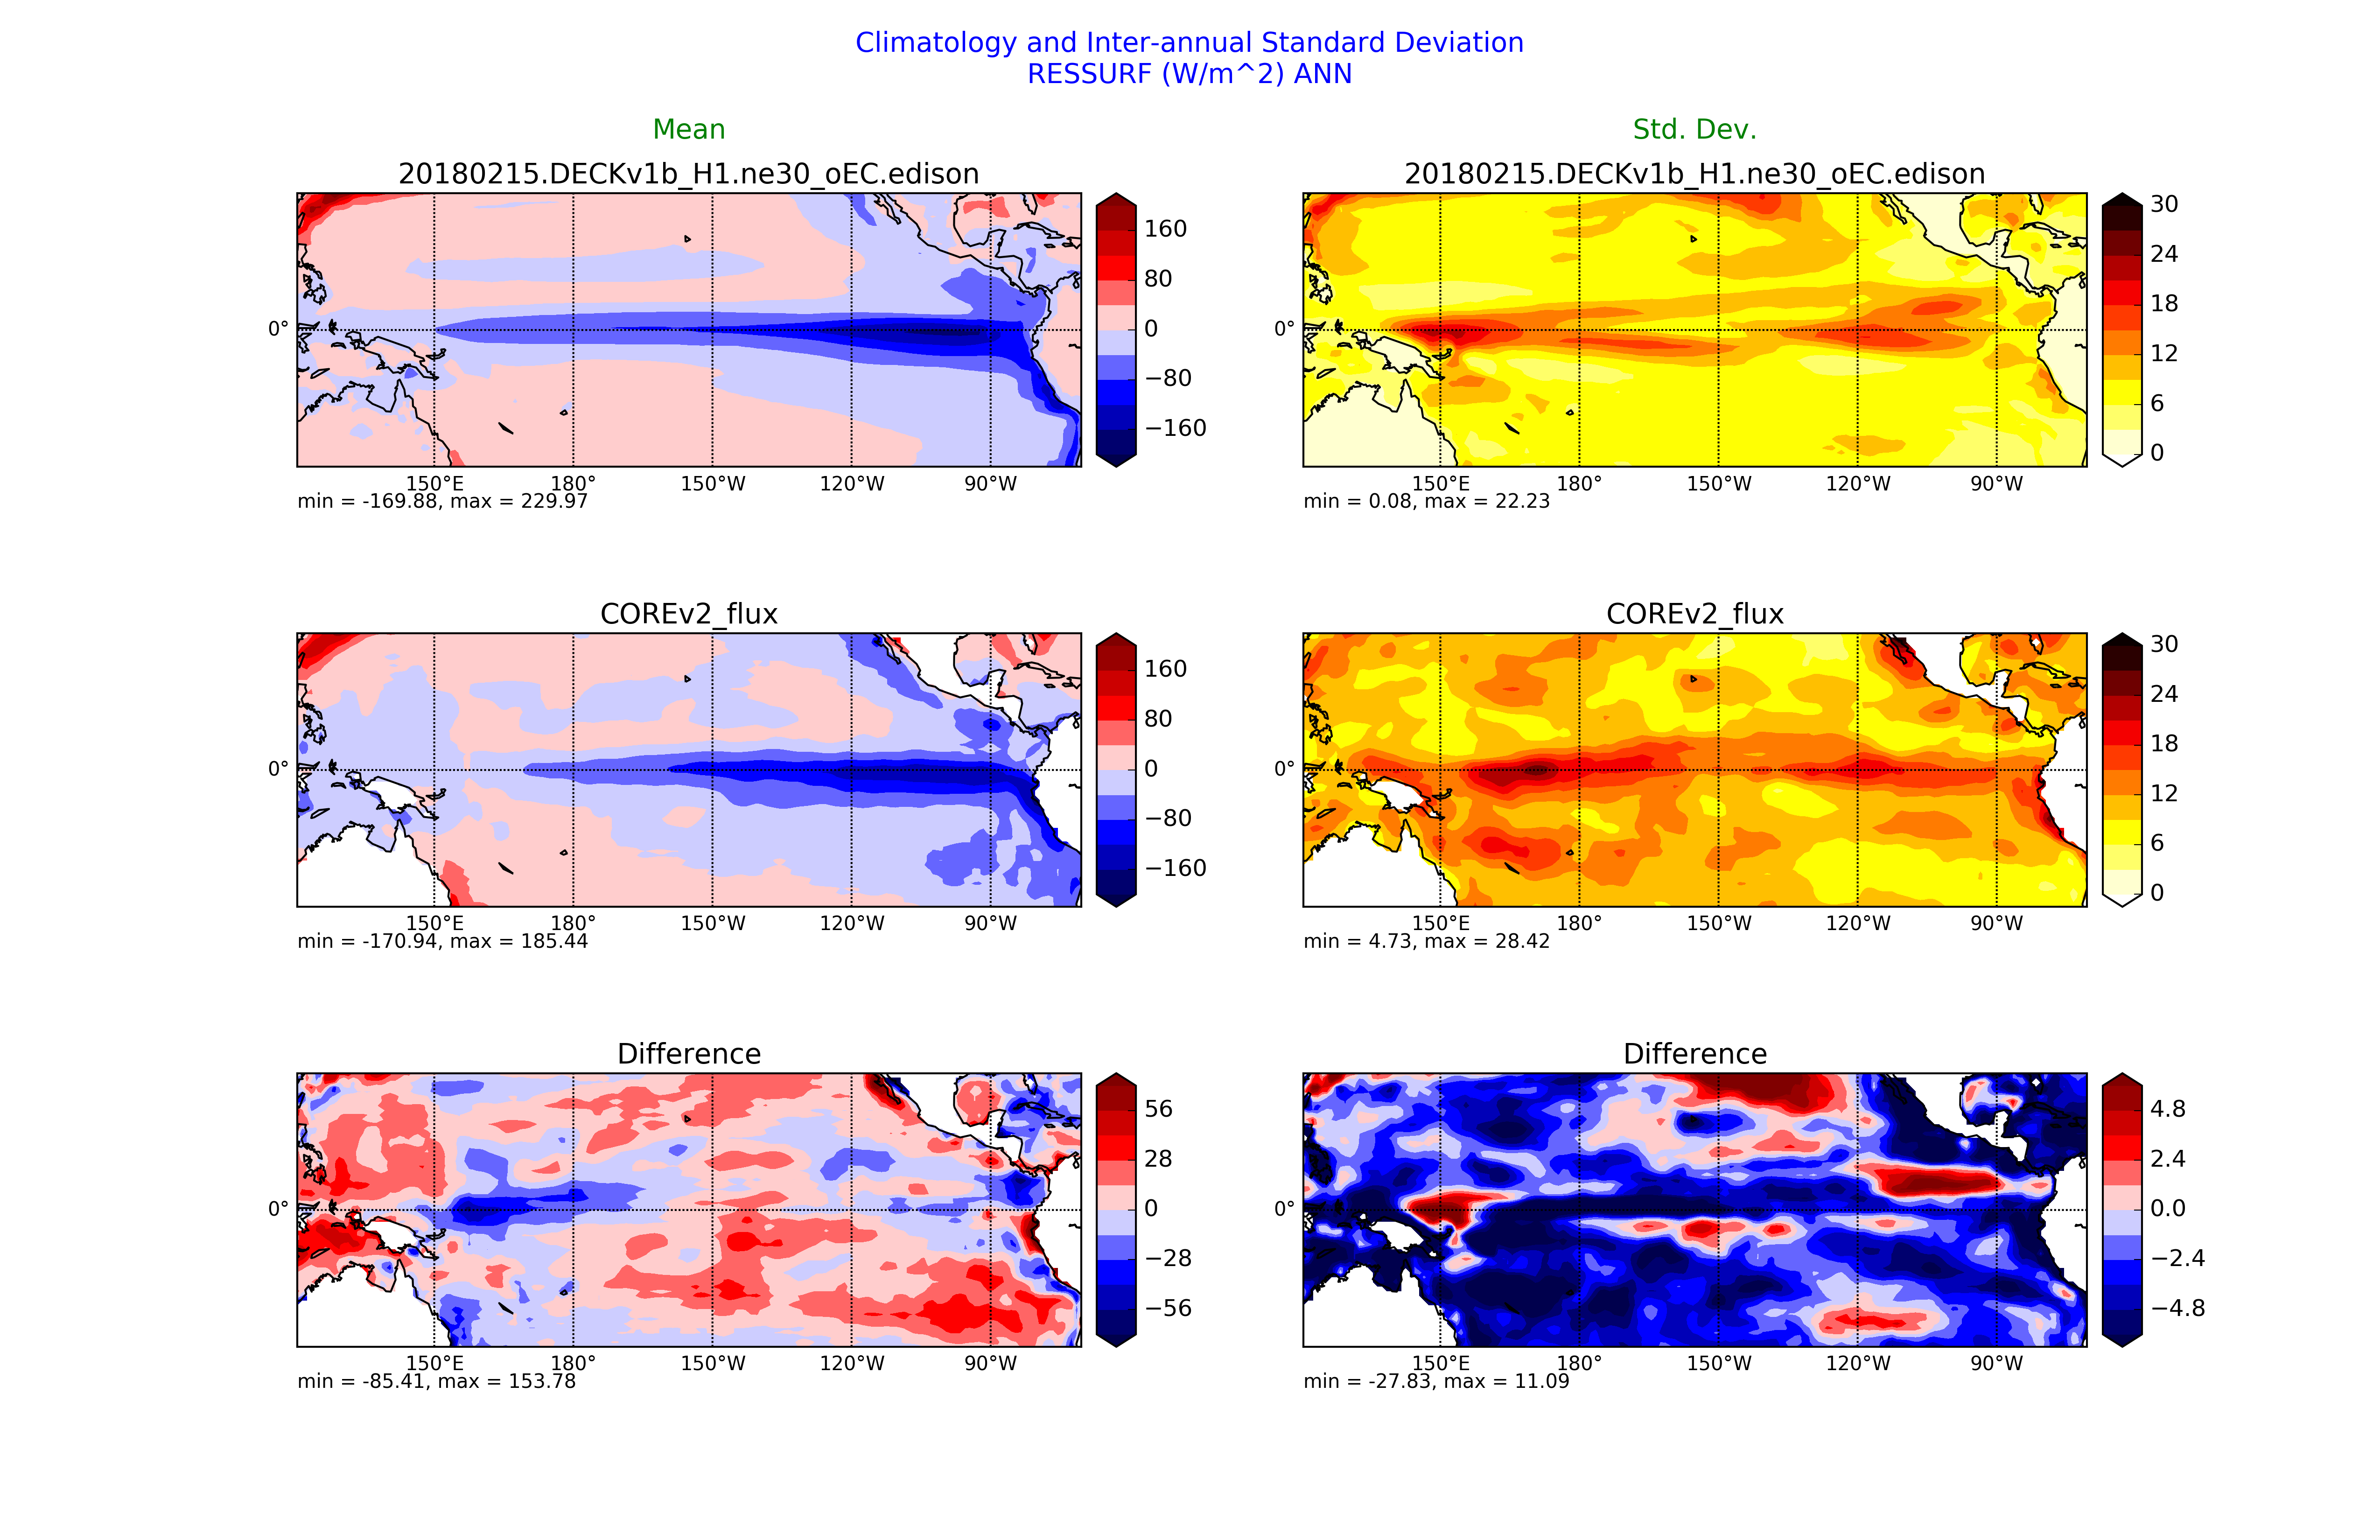 Climatology and Inter-annual Standard Deviation
RESSURF (W/m^2) ANN
Mean
Std. Dev.
20180215.DECKv1b_H1.ne30_oEC.edison
0°
150°E 180° 150°W 120°W 90°W
min = -169.88, max = 229.97
160
80
0
−80
−160
20180215.DECKv1b_H1.ne30_oEC.edison
0°
150°E 180° 150°W 120°W 90°W
min = 0.08, max = 22.23
30
24
18
12
6
0
COREv2_flux
0°
150°E 180° 150°W 120°W 90°W
min = -170.94, max = 185.44
160
80
0
−80
−160
COREv2_flux
0°
150°E 180° 150°W 120°W 90°W
min = 4.73, max = 28.42
30
24
18
12
6
0
Difference
0°
150°E 180° 150°W 120°W 90°W
min = -85.41, max = 153.78
56
28
0
−28
−56
Difference
0°
150°E 180° 150°W 120°W 90°W
min = -27.83, max = 11.09
4.8
2.4
0.0
−2.4
−4.8